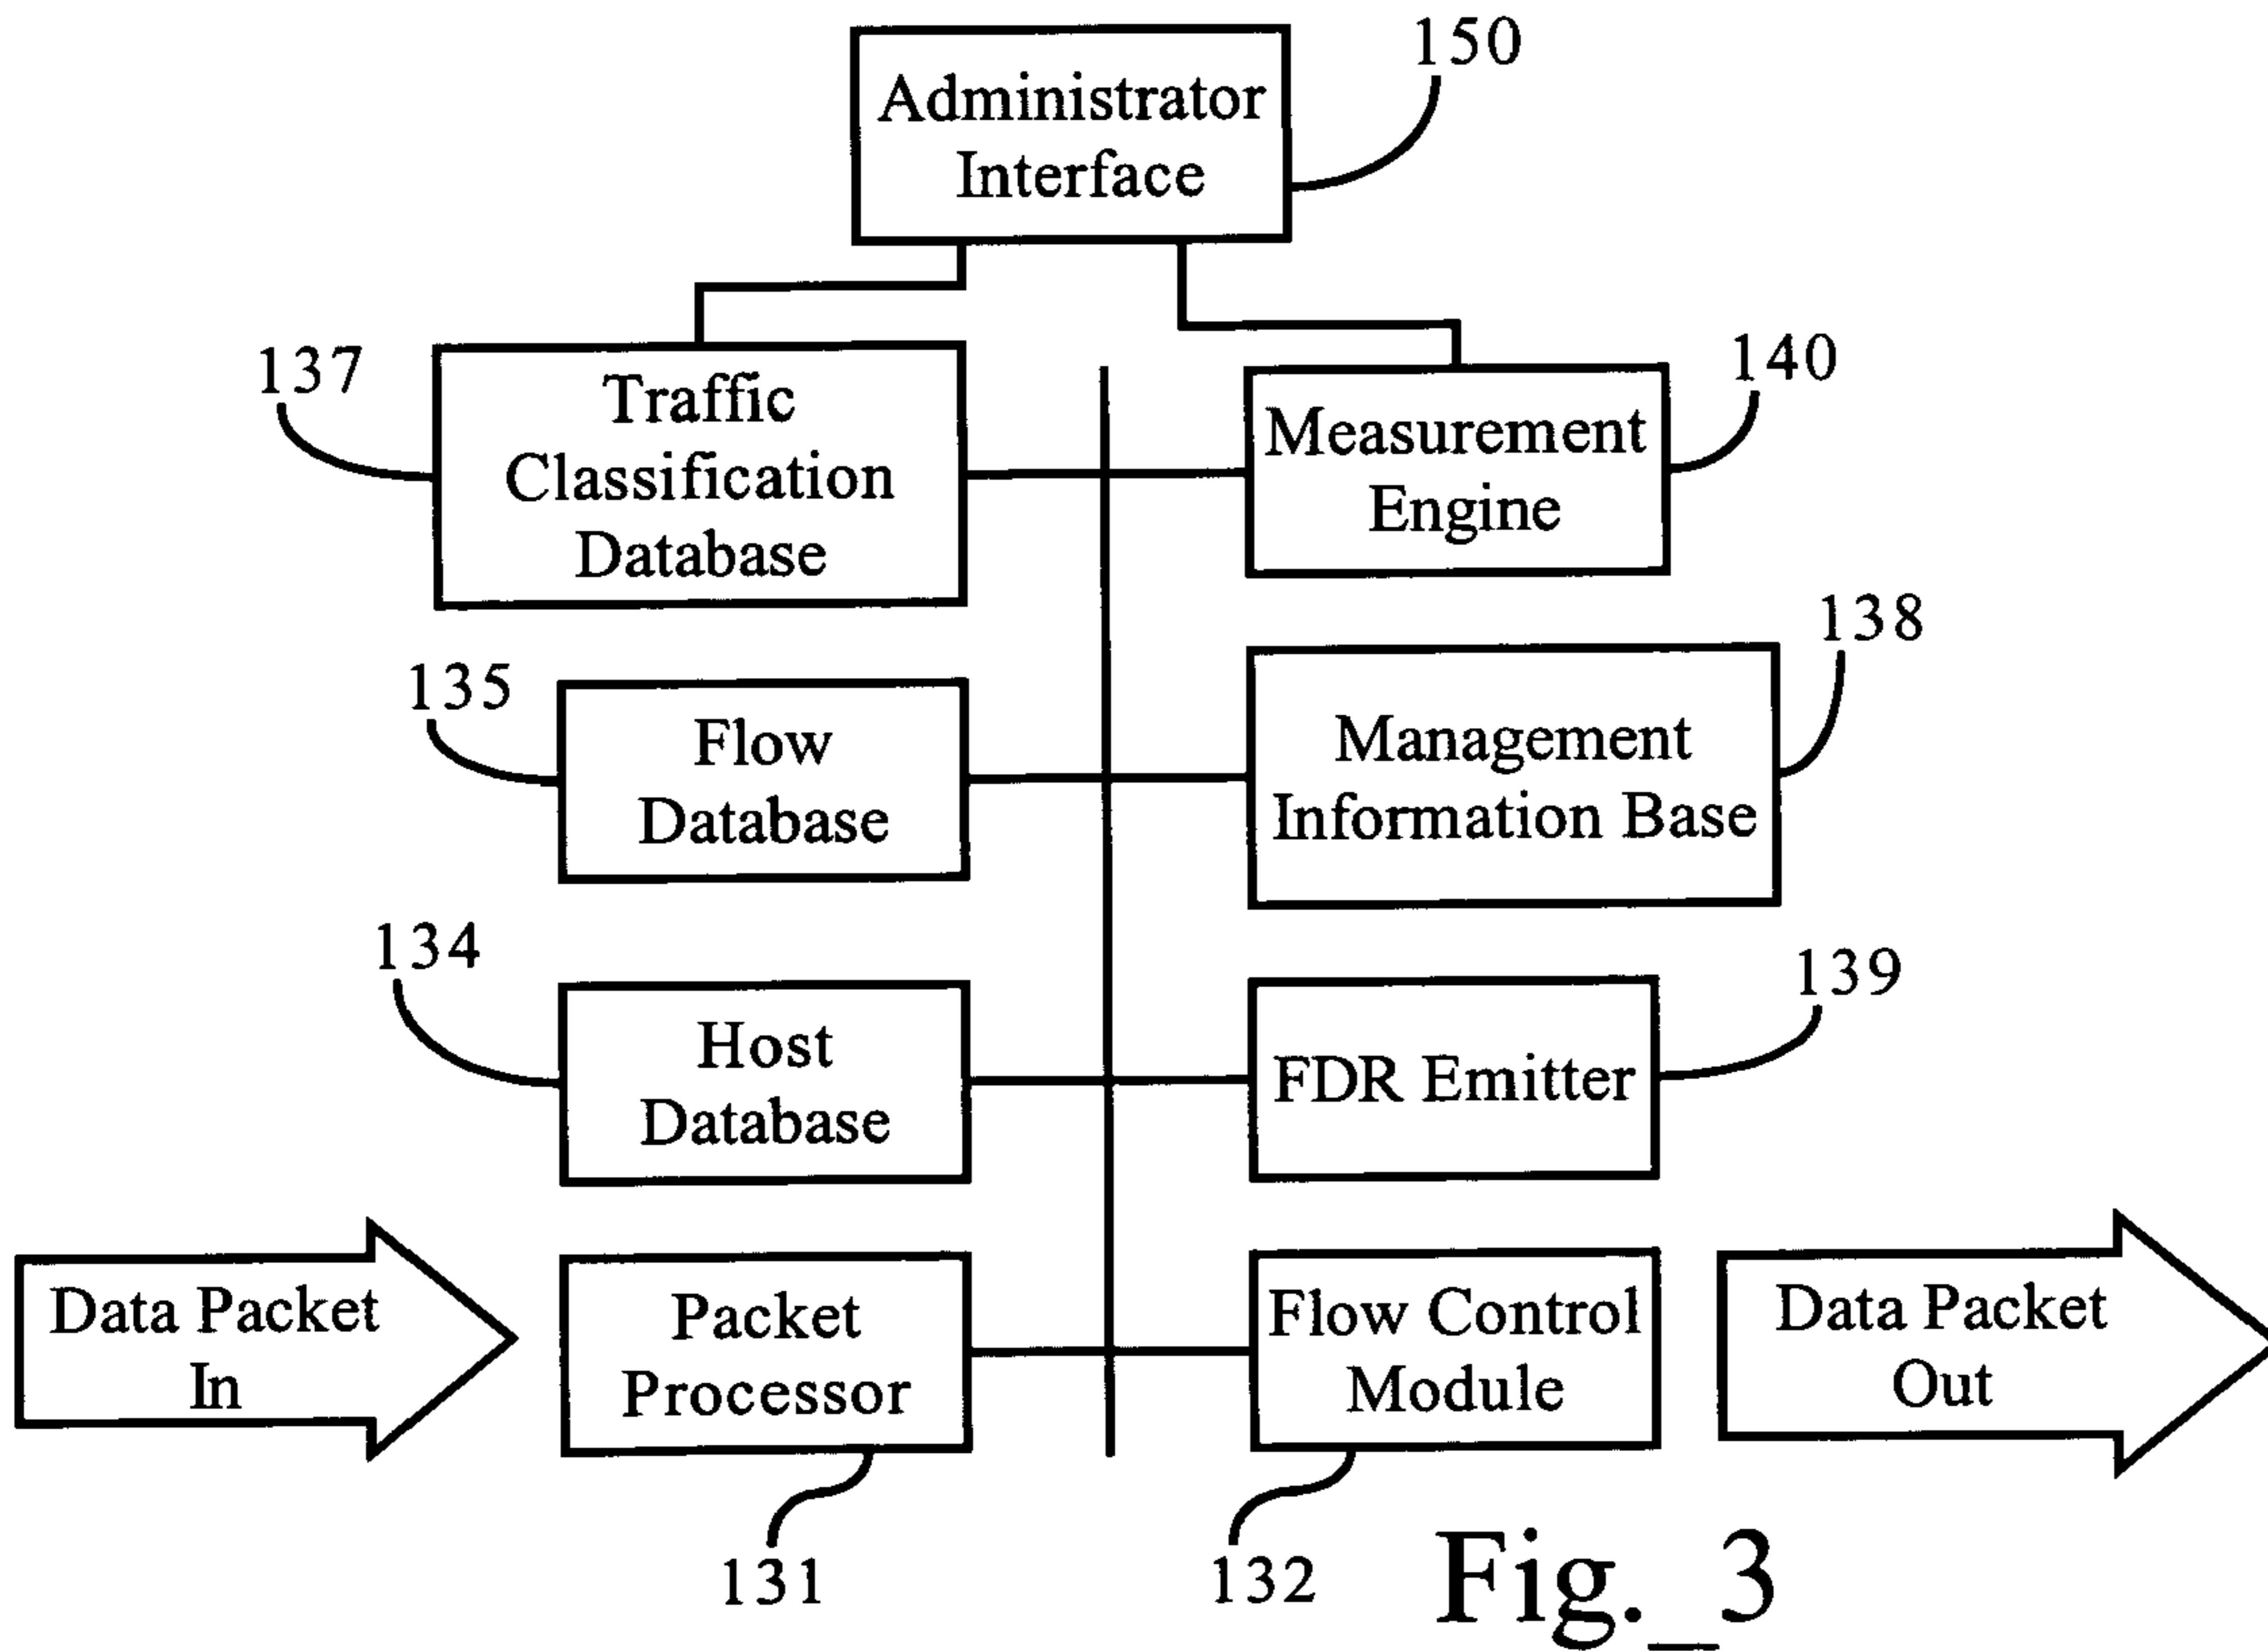 150
Administrator
Interface
137
Traffic
Classification
Database
140
Measurement
Engine
135
Flow
Database
138
Management
Information Base
134
Host
Database
139
FDR Emitter
Data Packet
In
Packet
Processor
Flow Control
Module
Data Packet
Out
131
132
Fig._3